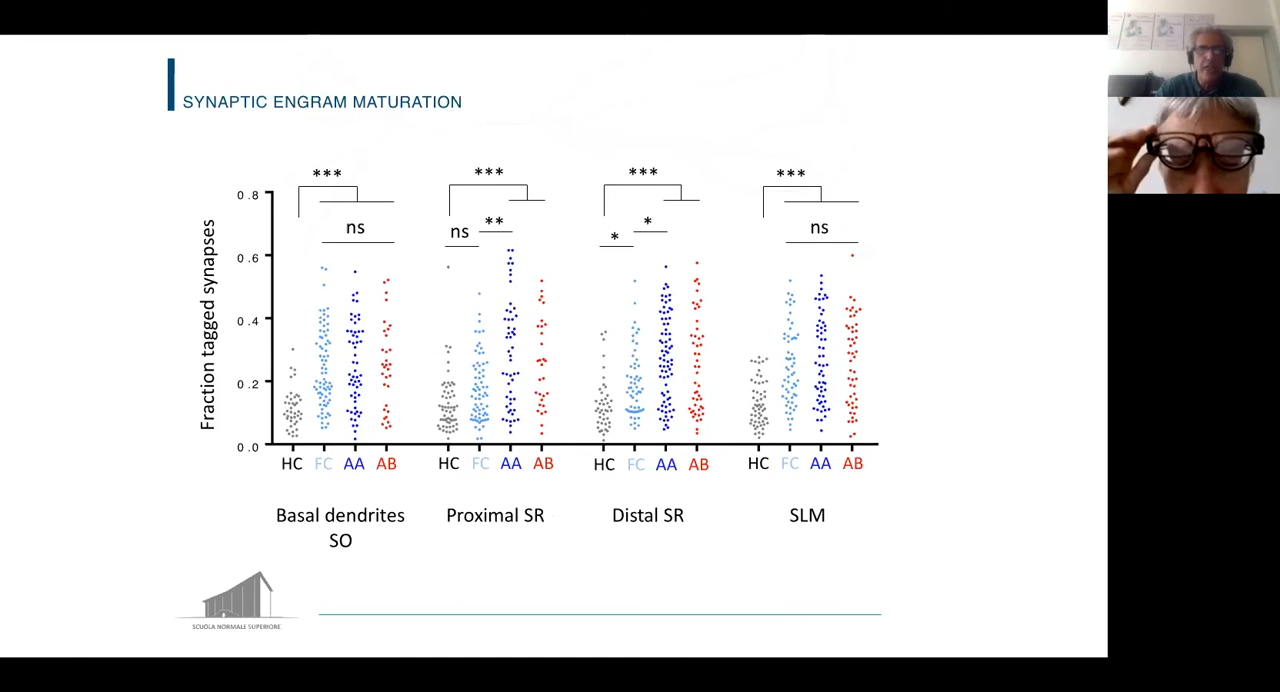 SYNAPTIC ENGRAM MATURATION
*** *** *** ***
ns ns ** * * ns
Fraction tagged synapses
0.8
0.6
0.4
0.2
0.0
HC FC AA AB HC FC AA AB HC FC AA AB HC FC AA AB
Basal dendrites SO
Proximal SR
Distal SR
SLM
SCUOLA NORMALE SUPERIORE